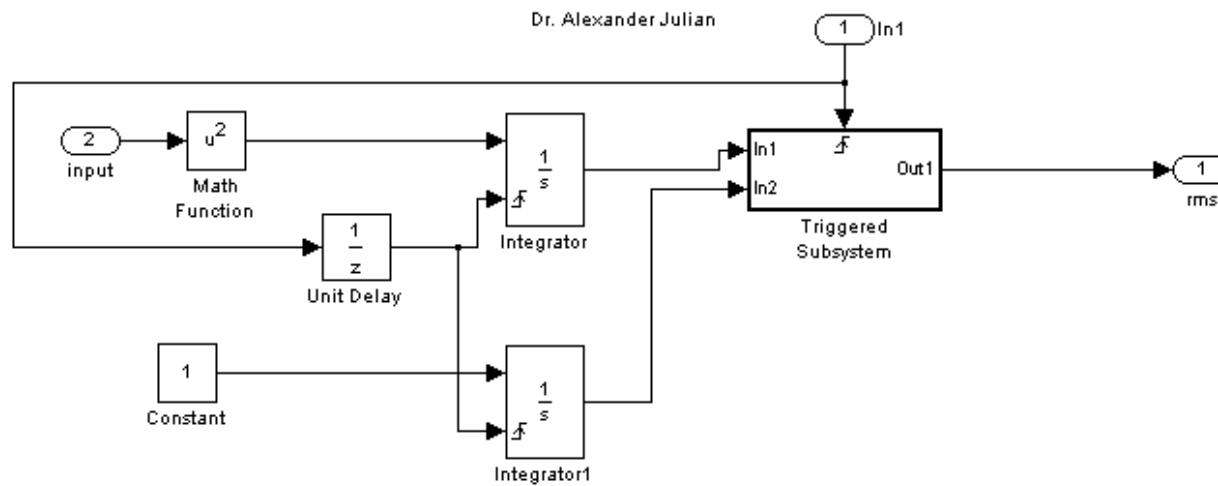 Dr. Alexander Julian
1
In1
2
input
u²
Math
Function
1
s
Integrator
In1
In2
Out1
Triggered
Subsystem
1
rms
1
z
Unit Delay
1
Constant
1
s
Integrator1